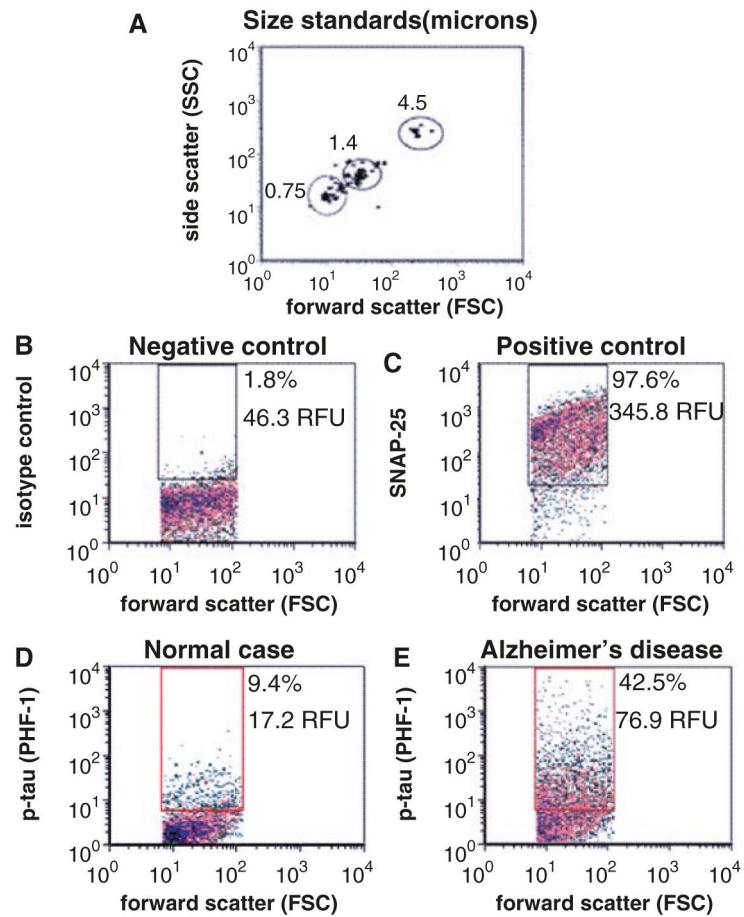 A
Size standards(microns)
side scatter (SSC)
10^4
10^3
10^2
10^1
10^0
4.5
1.4
0.75
10^0 10^1 10^2 10^3 10^4
forward scatter (FSC)
B
Negative control
isotype control
10^4
10^3
10^2
10^1
10^0
1.8%
46.3 RFU
10^0 10^1 10^2 10^3 10^4
forward scatter (FSC)
C
Positive control
SNAP-25
10^4
10^3
10^2
10^1
10^0
97.6%
345.8 RFU
10^0 10^1 10^2 10^3 10^4
forward scatter (FSC)
D
Normal case
p-tau (PHF-1)
10^4
10^3
10^2
10^1
10^0
9.4%
17.2 RFU
10^0 10^1 10^2 10^3 10^4
forward scatter (FSC)
E
Alzheimer's disease
p-tau (PHF-1)
10^4
10^3
10^2
10^1
10^0
42.5%
76.9 RFU
10^0 10^1 10^2 10^3 10^4
forward scatter (FSC)